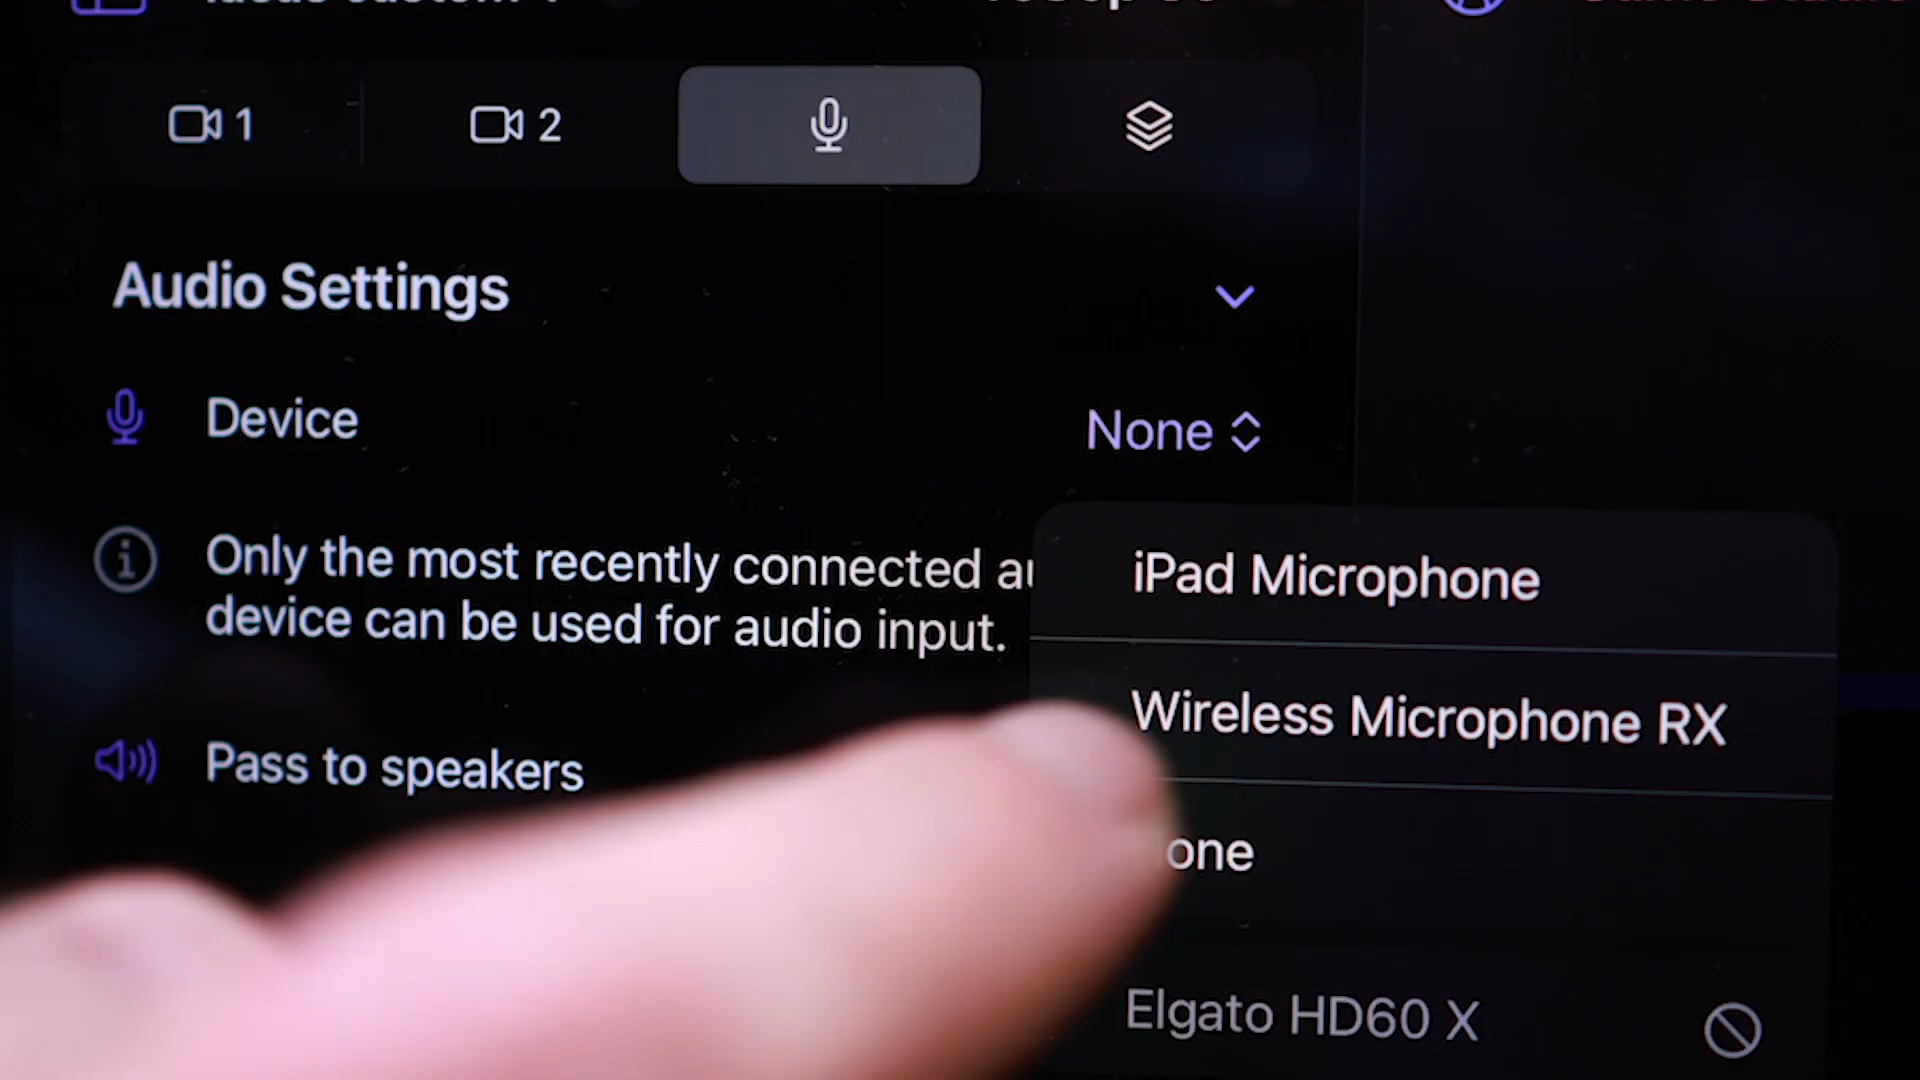 1
2
Audio Settings
Device
None
Only the most recently connected
device can be used for audio input.
Pass to speakers
iPad Microphone
Wireless Microphone RX
one
Elgato HD60 X